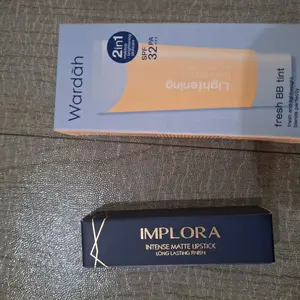 Wardah
2in1
SPF
32 PA
+++
Lightening
fresh BB tint
IMPLORA
INTENSE MATTE LIPSTICK
LONG LASTING FINISH